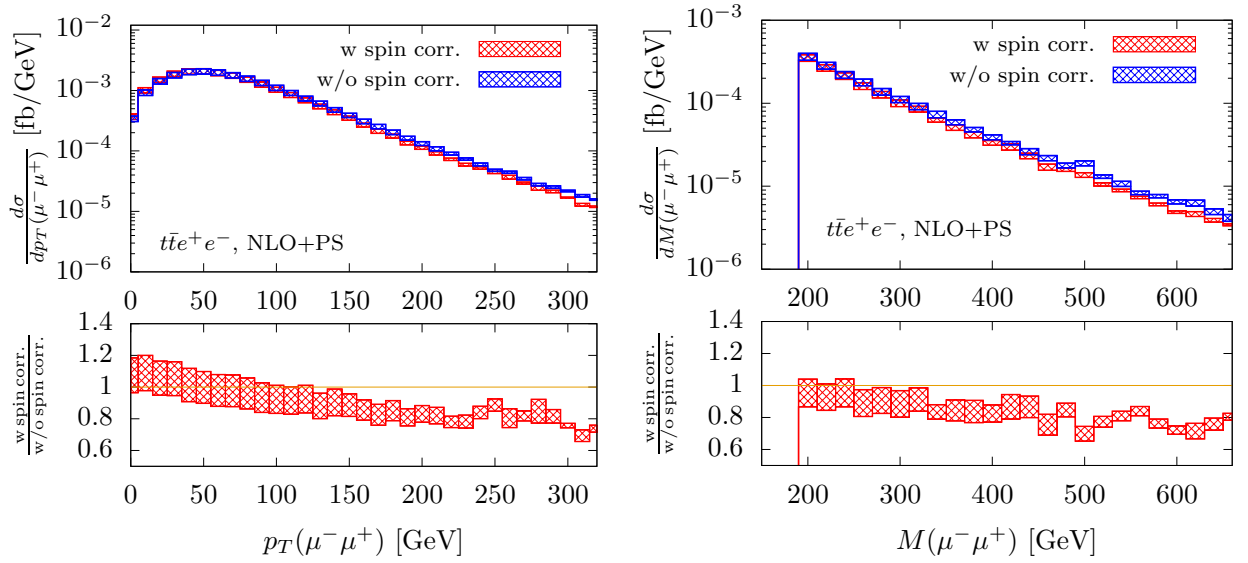 10⁻²
10⁻³
10⁻⁴
10⁻⁵
10⁻⁶
dσ/dp_T(μ⁻μ⁺) [fb/GeV]
w spin corr.
w/o spin corr.
tt̄e⁺e⁻, NLO+PS
0 50 100 150 200 250 300
1.4
1.2
1
0.8
0.6
w spin corr./w/o spin corr.
0 50 100 150 200 250 300
p_T(μ⁻μ⁺) [GeV]
10⁻³
10⁻⁴
10⁻⁵
10⁻⁶
dσ/dM(μ⁻μ⁺) [fb/GeV]
w spin corr.
w/o spin corr.
tt̄e⁺e⁻, NLO+PS
200 300 400 500 600
1.4
1.2
1
0.8
0.6
w spin corr./w/o spin corr.
200 300 400 500 600
M(μ⁻μ⁺) [GeV]